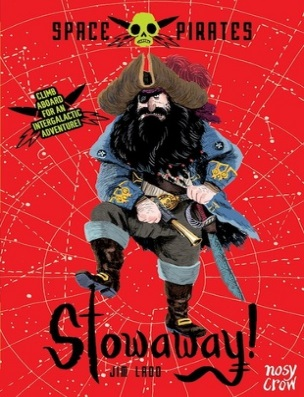 SPACE PIRATES
CLIMB
ABOARD FOR AN
INTERGALACTIC
ADVENTURE!
Stowaway!
JIM LADD
nosy
crow